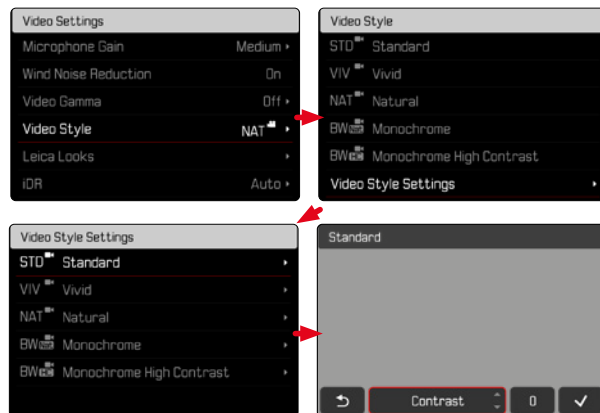 Video Settings
Microphone Gain Medium
Wind Noise Reduction On
Video Gamma Off
Video Style NAT
Leica Looks
iDR Auto
Video Style
STD Standard
VIV Vivid
NAT Natural
BW Monochrome
BW Monochrome High Contrast
Video Style Settings
Video Style Settings
STD Standard
VIV Vivid
NAT Natural
BW Monochrome
BW Monochrome High Contrast
Standard
Contrast 0